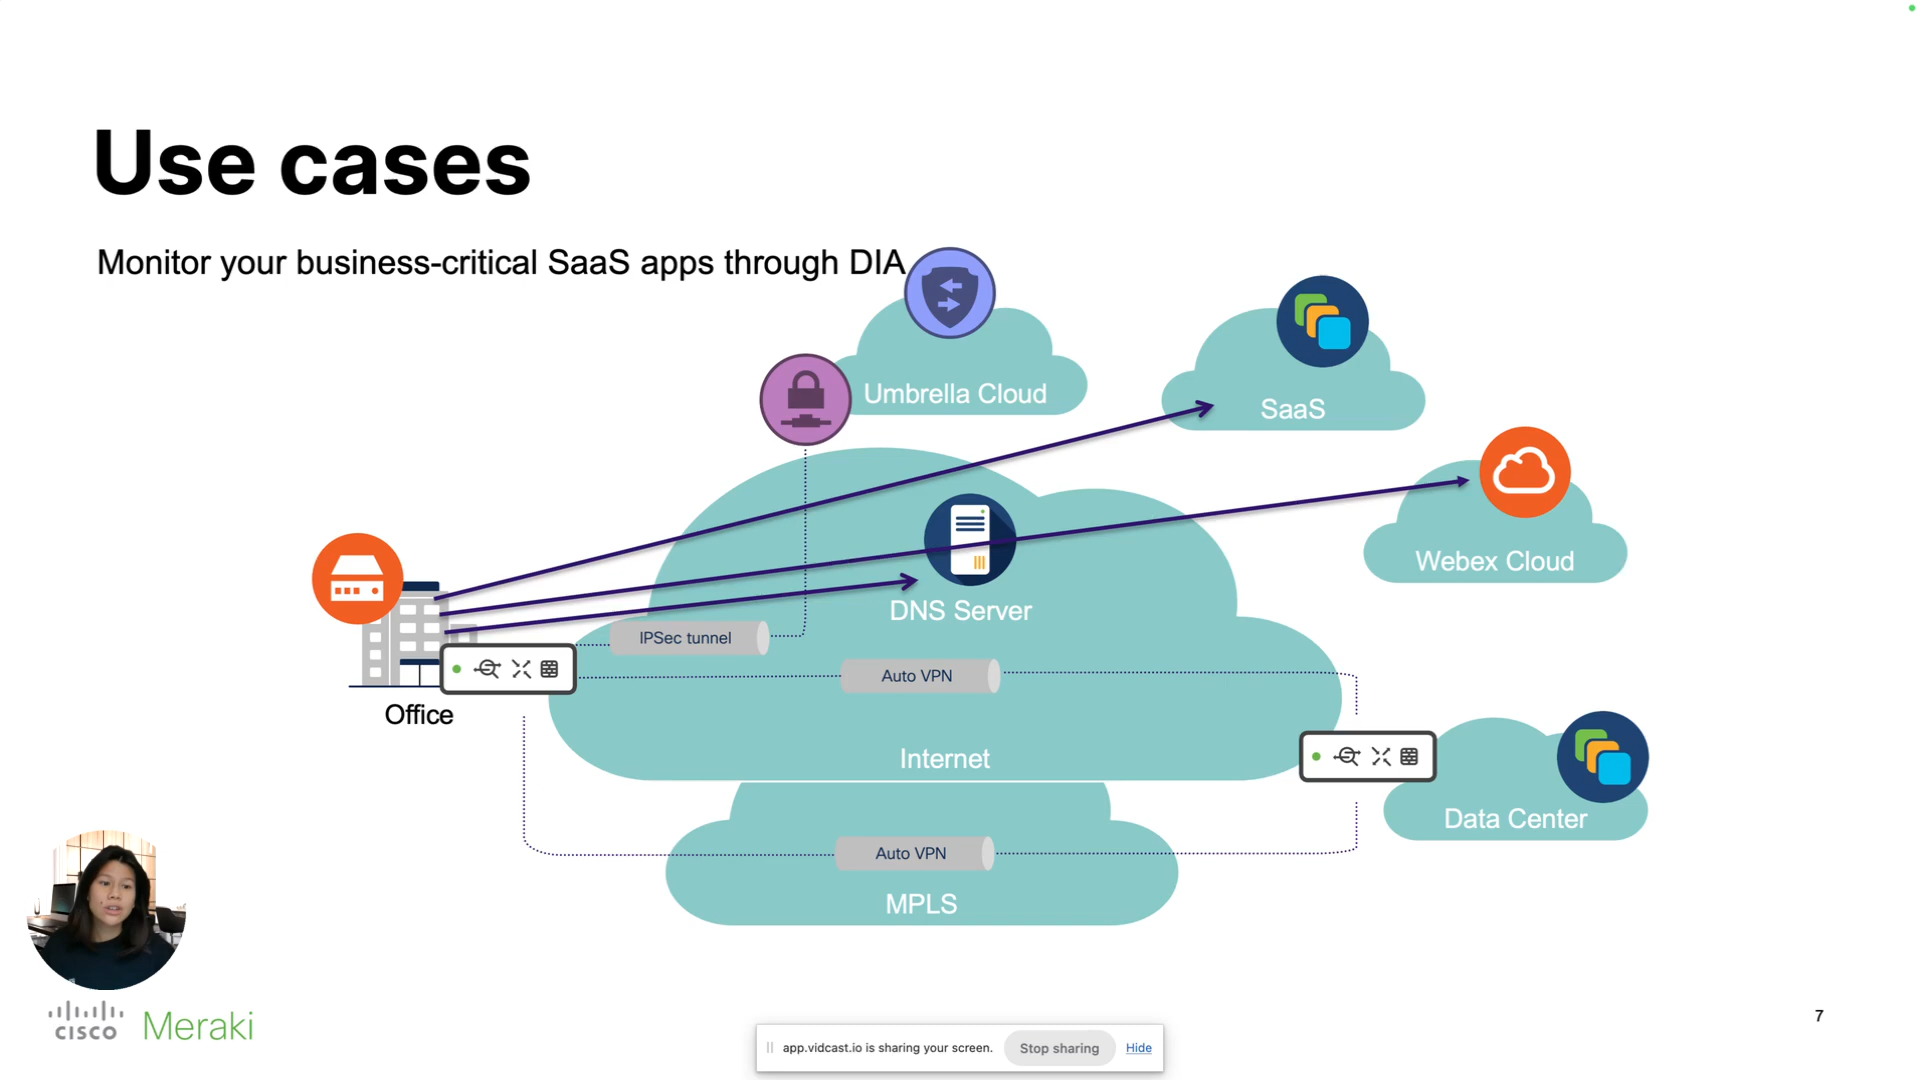 Use cases
Monitor your business-critical SaaS apps through DIA
Umbrella Cloud
SaaS
Webex Cloud
DNS Server
IPSec tunnel
Auto VPN
Office
Internet
Data Center
Auto VPN
MPLS
cisco Meraki
7
app.vidcast.io is sharing your screen. Stop sharing Hide